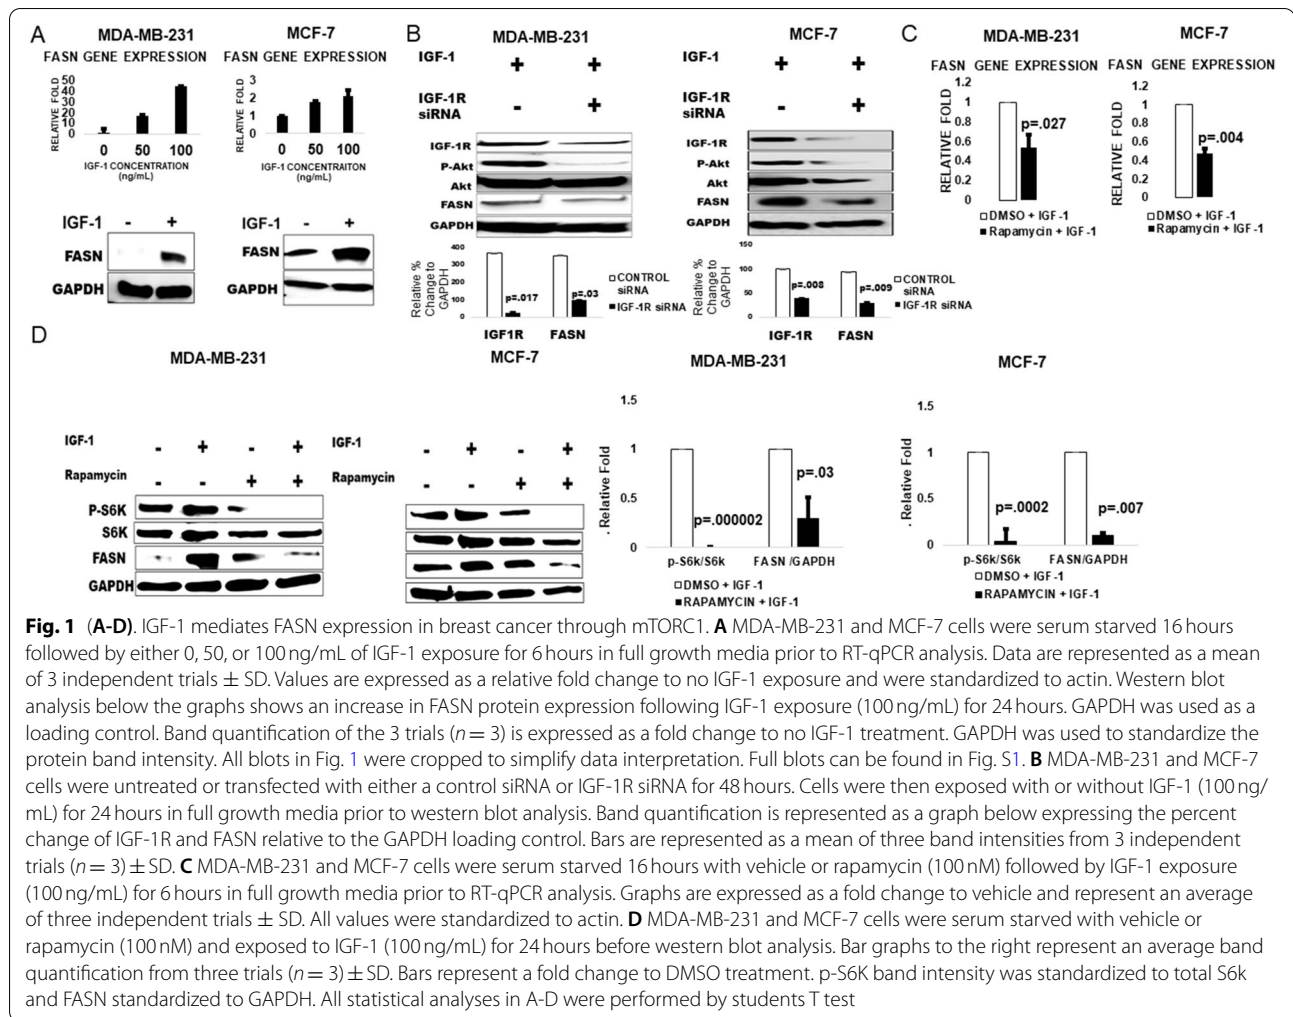 A
MDA-MB-231
MCF-7
FASN GENE EXPRESSION
FASN GENE EXPRESSION
RELATIVE FOLD
50
40
30
20
10
0
0 50 100
IGF-1 CONCENTRATION
(ng/mL)
RELATIVE FOLD
3
2
1
0
0 50 100
IGF-1 CONCENTRAITON
(ng/mL)
IGF-1 - +
FASN
GAPDH
IGF-1 - +
FASN
GAPDH
B
MDA-MB-231
IGF-1 + +
IGF-1R
siRNA - +
IGF-1R
P-Akt
Akt
FASN
GAPDH
Relative %
Change to
GAPDH
400
300
200
100
0
p=.017
p=.03
IGF1R FASN
CONTROL
siRNA
IGF-1R siRNA
MCF-7
IGF-1 + +
IGF-1R
siRNA - +
IGF-1R
P-Akt
Akt
FASN
GAPDH
Relative %
Change to
GAPDH
150
100
50
0
p=.008
p=.009
IGF-1R FASN
CONTROL
siRNA
IGF-1R siRNA
C
MDA-MB-231
FASN GENE EXPRESSION
RELATIVE FOLD
1.2
1
0.8
0.6
0.4
0.2
0
p=.027
DMSO + IGF-1
Rapamycin + IGF-1
MCF-7
FASN GENE EXPRESSION
RELATIVE FOLD
1.2
1
0.8
0.6
0.4
0.2
0
p=.004
DMSO + IGF-1
Rapamycin + IGF-1
D
MDA-MB-231
IGF-1 - + - +
Rapamycin - - + +
P-S6K
S6K
FASN
GAPDH
MCF-7
IGF-1 - + - +
Rapamycin - - + +
MDA-MB-231
. Relative Fold
1.5
1
0.5
0
p=.000002
p=.03
p-S6k/S6k FASN /GAPDH
DMSO + IGF-1
RAPAMYCIN + IGF-1
MCF-7
. Relative Fold
1.5
1
0.5
0
p=.0002
p=.007
p-S6k/S6k FASN/GAPDH
DMSO + IGF-1
RAPAMYCIN + IGF-1
Fig. 1 (A-D). IGF-1 mediates FASN expression in breast cancer through mTORC1. A MDA-MB-231 and MCF-7 cells were serum starved 16 hours
followed by either 0, 50, or 100 ng/mL of IGF-1 exposure for 6 hours in full growth media prior to RT-qPCR analysis. Data are represented as a mean
of 3 independent trials ± SD. Values are expressed as a relative fold change to no IGF-1 exposure and were standardized to actin. Western blot
analysis below the graphs shows an increase in FASN protein expression following IGF-1 exposure (100 ng/mL) for 24 hours. GAPDH was used as a
loading control. Band quantification of the 3 trials (n = 3) is expressed as a fold change to no IGF-1 treatment. GAPDH was used to standardize the
protein band intensity. All blots in Fig. 1 were cropped to simplify data interpretation. Full blots can be found in Fig. S1. B MDA-MB-231 and MCF-7
cells were untreated or transfected with either a control siRNA or IGF-1R siRNA for 48 hours. Cells were then exposed with or without IGF-1 (100 ng/
mL) for 24 hours in full growth media prior to western blot analysis. Band quantification is represented as a graph below expressing the percent
change of IGF-1R and FASN relative to the GAPDH loading control. Bars are represented as a mean of three band intensities from 3 independent
trials (n = 3) ± SD. C MDA-MB-231 and MCF-7 cells were serum starved 16 hours with vehicle or rapamycin (100 nM) followed by IGF-1 exposure
(100 ng/mL) for 6 hours in full growth media prior to RT-qPCR analysis. Graphs are expressed as a fold change to vehicle and represent an average
of three independent trials ± SD. All values were standardized to actin. D MDA-MB-231 and MCF-7 cells were serum starved with vehicle or
rapamycin (100 nM) and exposed to IGF-1 (100 ng/mL) for 24 hours before western blot analysis. Bar graphs to the right represent an average band
quantification from three trials (n = 3) ± SD. Bars represent a fold change to DMSO treatment. p-S6K band intensity was standardized to total S6k
and FASN standardized to GAPDH. All statistical analyses in A-D were performed by students T test